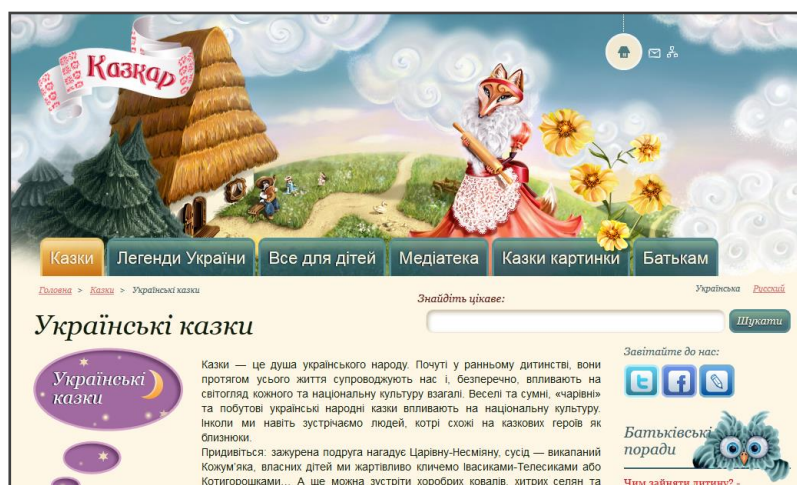 Казкар
Казки
Легенди України
Все для дітей
Медіатека
Казки картинки
Батькам
Головна > Казки > Українські казки
Українська Русский
Знайдіть цікаве:
Шукати
Українські казки
Українські
казки
Казки — це душа українського народу. Почуті у ранньому дитинстві, вони
протягом усього життя супроводжують нас і, безперечно, впливають на
світогляд кожного та національну культуру взагалі. Веселі та сумні, «чарівні»
та побутові українські народні казки впливають на національну культуру.
Інколи ми навіть зустрічаємо людей, котрі схожі на казкових героїв як
близнюки.
Придивіться: зажурена подруга нагадує Царівну-Несміяну, сусід — викапаний
Кожум'яка, власних дітей ми жартівливо кличемо Івасиками-Телесиками або
Котигорошками... А ще можна зустріти хоробрих ковалів, хитрих селян та
Завітайте до нас:
Батьківські
поради
Чим зайняти дитину? -